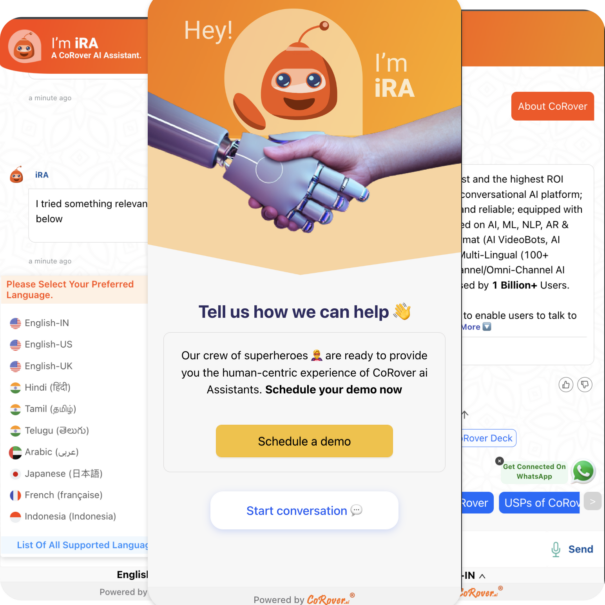 I'm iRA
A CoRover AI Assistant.
a minute ago
iRA
I tried something relevan
below
a minute ago
Please Select Your Preferred
Language.
English-IN
English-US
English-UK
Hindi (हिंदी)
Tamil (தமிழ்)
Telugu (తెలుగు)
Arabic (عربى)
Japanese (日本語)
French (française)
Indonesia (Indonesia)
List Of All Supported Languag
Englis
Powered by
Hey!
I'm
iRA
Tell us how we can help 👋
Our crew of superheroes 🦸 are ready to provide
you the human-centric experience of CoRover ai
Assistants. Schedule your demo now
Schedule a demo
Start conversation 💬
Powered by CoRover.ai®
About CoRover
st and the highest ROI
conversational AI platform;
and reliable; equipped with
ed on AI, ML, NLP, AR &
mat (AI VideoBots, AI
Multi-Lingual (100+
annel/Omni-Channel AI
sed by 1 Billion+ Users.
to enable users to talk to
More
Rover Deck
Get Connected On
WhatsApp
Rover
USPs of CoRov
>
Send
-IN
CoRover.ai®